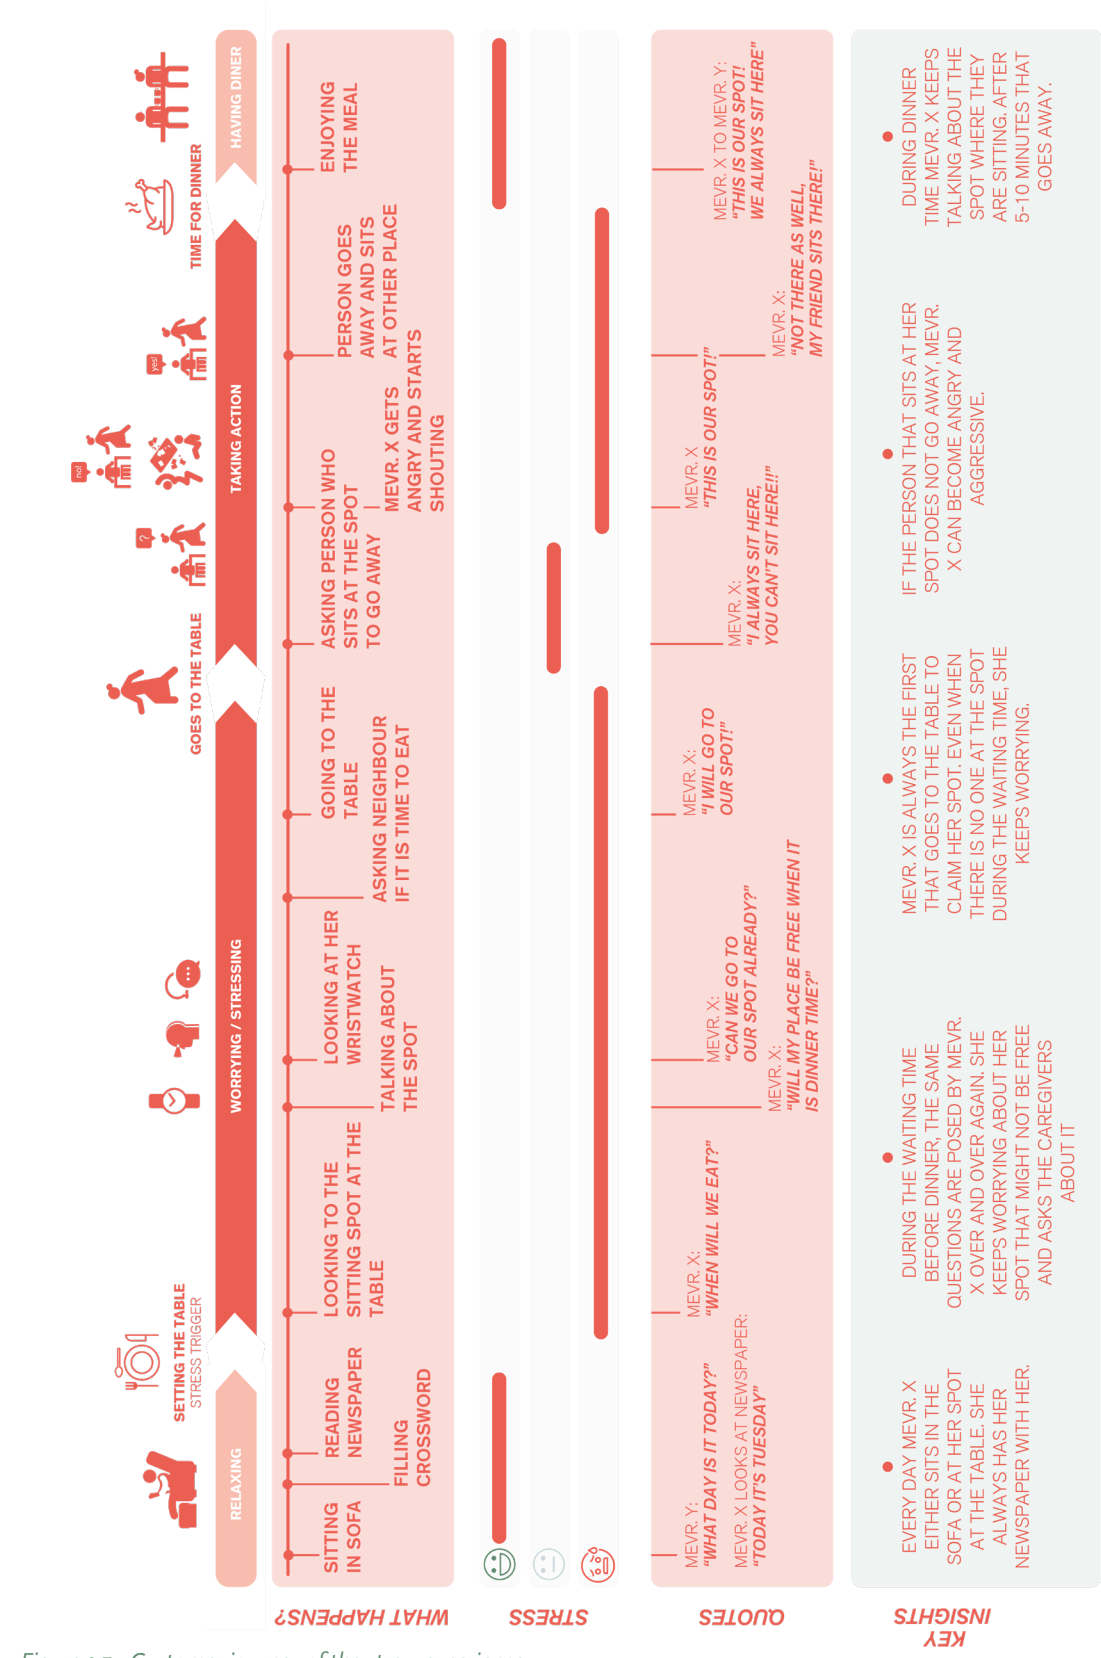 RELAXING
SETTING THE TABLE
STRESS TRIGGER
WORRYING / STRESSING
GOES TO THE TABLE
?
no!
yes!
TAKING ACTION
TIME FOR DINNER
HAVING DINER
WHAT HAPPENS?
SITTING
IN SOFA
FILLING
CROSSWORD
READING
NEWSPAPER
LOOKING TO THE
SITTING SPOT AT THE
TABLE
TALKING ABOUT
THE SPOT
LOOKING AT HER
WRISTWATCH
ASKING NEIGHBOUR
IF IT IS TIME TO EAT
GOING TO THE
TABLE
ASKING PERSON WHO
SITS AT THE SPOT
TO GO AWAY
MEVR. X GETS
ANGRY AND STARTS
SHOUTING
PERSON GOES
AWAY AND SITS
AT OTHER PLACE
ENJOYING
THE MEAL
STRESS
QUOTES
MEVR. Y:
“WHAT DAY IS IT TODAY?”
MEVR. X LOOKS AT NEWSPAPER:
“TODAY IT’S TUESDAY”
MEVR. X:
“WHEN WILL WE EAT?”
MEVR. X:
“WILL MY PLACE BE FREE WHEN IT
IS DINNER TIME?”
MEVR. X:
“CAN WE GO TO
OUR SPOT ALREADY?”
MEVR. X:
“I WILL GO TO
OUR SPOT!”
MEVR. X:
“I ALWAYS SIT HERE,
YOU CAN’T SIT HERE!!”
MEVR. X
“THIS IS OUR SPOT!”
MEVR. X:
“NOT THERE AS WELL,
MY FRIEND SITS THERE!”
MEVR. X TO MEVR. Y:
“THIS IS OUR SPOT!
WE ALWAYS SIT HERE”
KEY
INSIGHTS
EVERY DAY MEVR. X
EITHER SITS IN THE
SOFA OR AT HER SPOT
AT THE TABLE. SHE
ALWAYS HAS HER
NEWSPAPER WITH HER.
DURING THE WAITING TIME
BEFORE DINNER, THE SAME
QUESTIONS ARE POSED BY MEVR.
X OVER AND OVER AGAIN. SHE
KEEPS WORRYING ABOUT HER
SPOT THAT MIGHT NOT BE FREE
AND ASKS THE CAREGIVERS
ABOUT IT
MEVR. X IS ALWAYS THE FIRST
THAT GOES TO THE TABLE TO
CLAIM HER SPOT. EVEN WHEN
THERE IS NO ONE AT THE SPOT
DURING THE WAITING TIME, SHE
KEEPS WORRYING.
IF THE PERSON THAT SITS AT HER
SPOT DOES NOT GO AWAY, MEVR.
X CAN BECOME ANGRY AND
AGGRESSIVE.
DURING DINNER
TIME MEVR. X KEEPS
TALKING ABOUT THE
SPOT WHERE THEY
ARE SITTING. AFTER
5-10 MINUTES THAT
GOES AWAY.